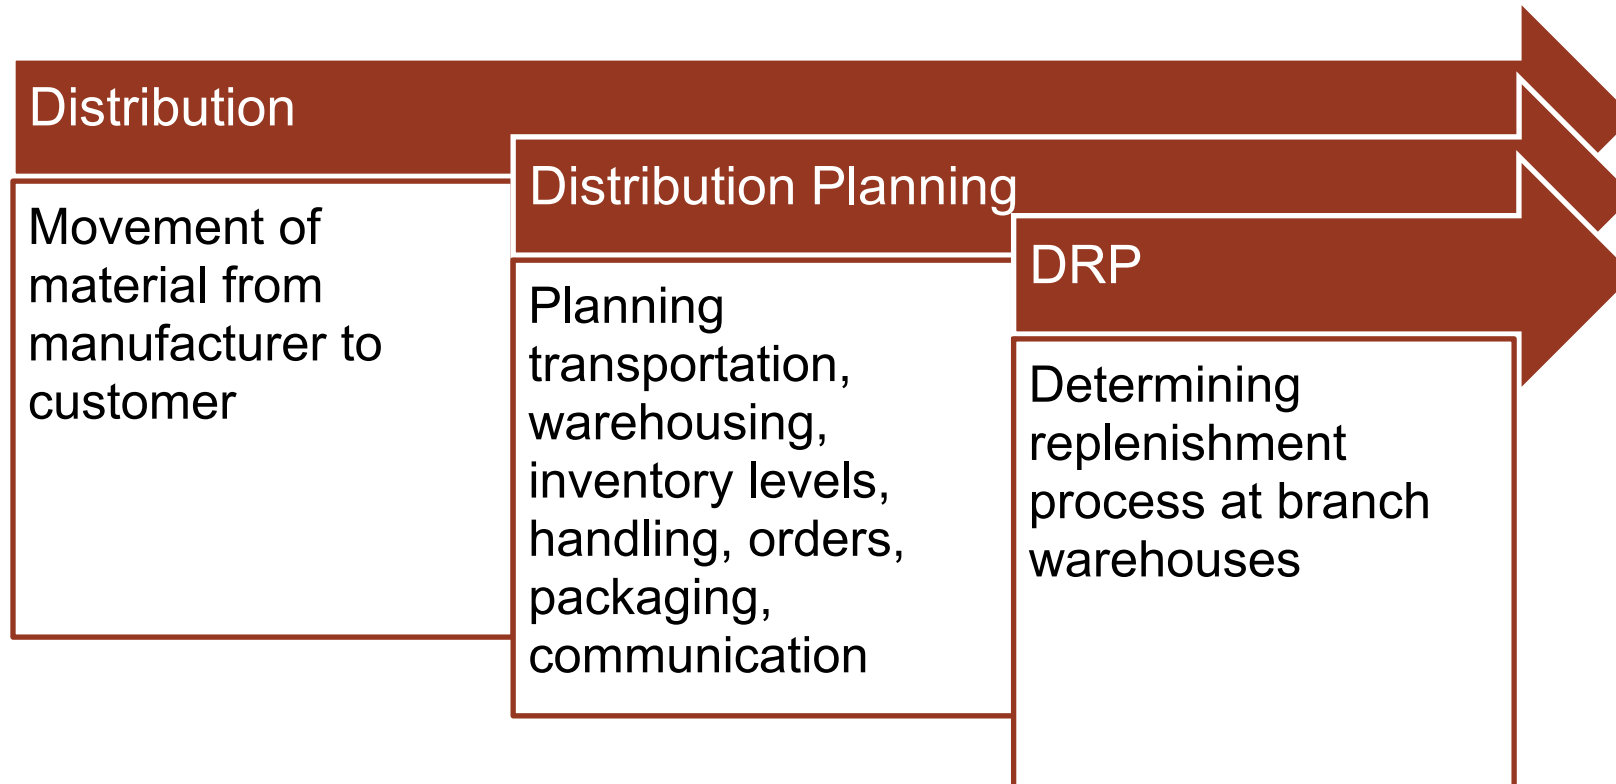 Distribution
Movement of
material from
manufacturer to
customer
Distribution Planning
Planning
transportation,
warehousing,
inventory levels,
handling, orders,
packaging,
communication
DRP
Determining
replenishment
process at branch
warehouses